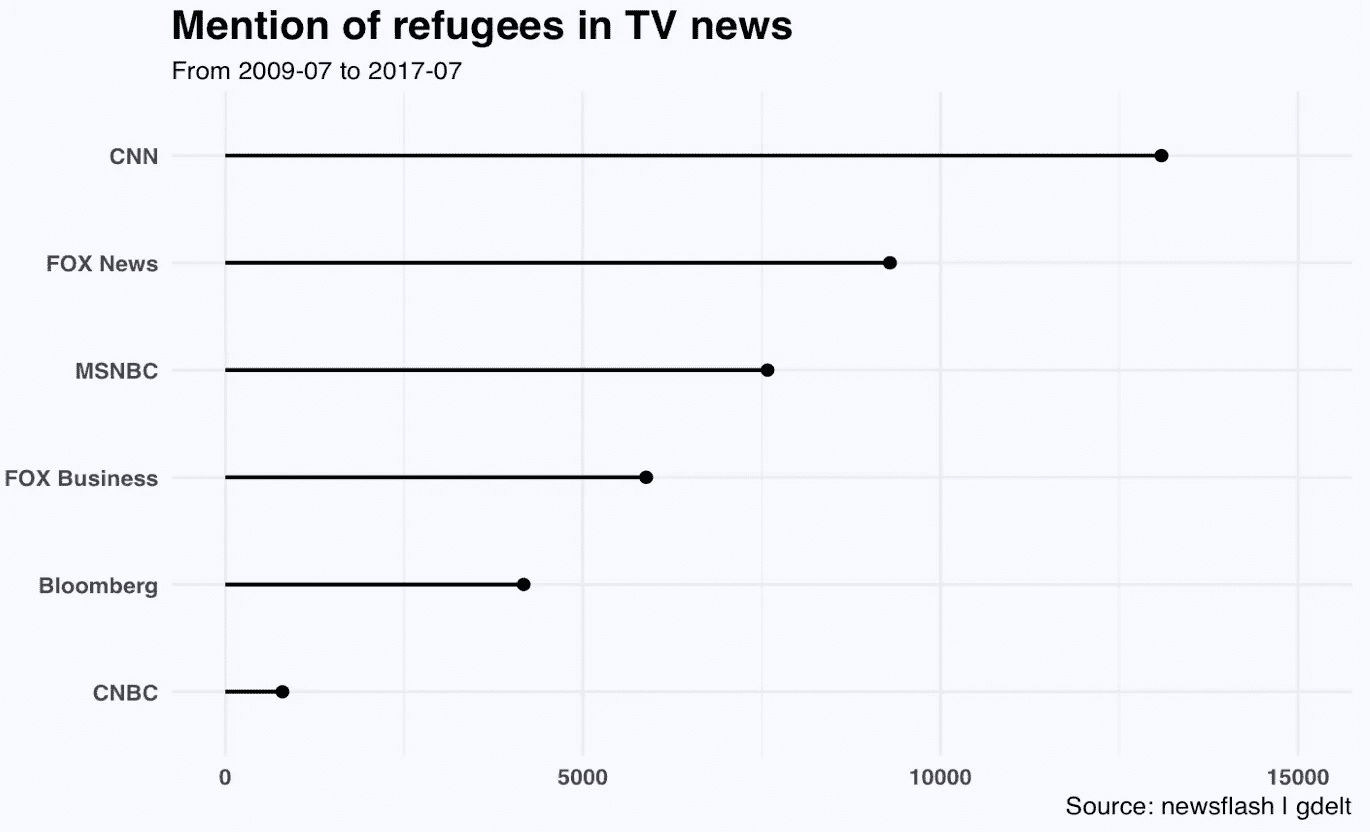 Mention of refugees in TV news
From 2009-07 to 2017-07
CNN
FOX News
MSNBC
FOX Business
Bloomberg
CNBC
0 5000 10000 15000
Source: newsflash | gdelt